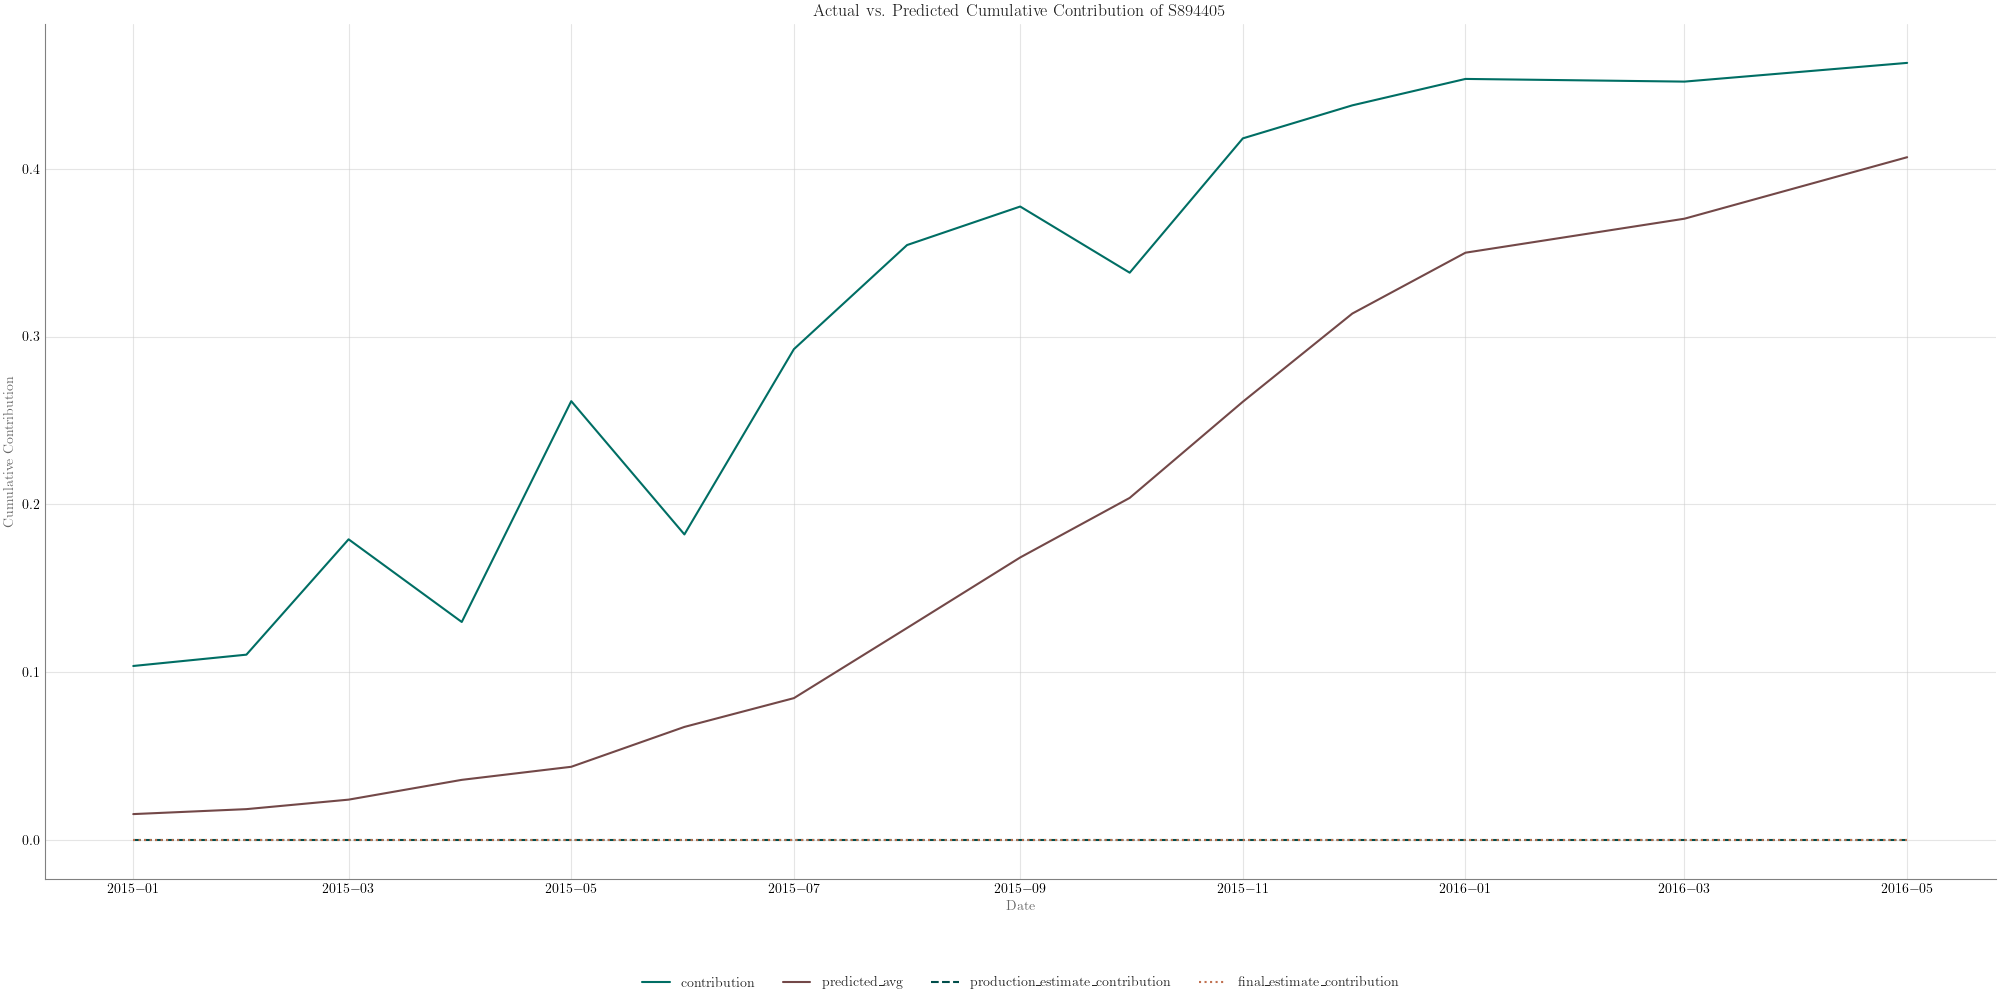 Actual vs. Predicted Cumulative Contribution of S894405
Cumulative Contribution
0.4
0.3
0.2
0.1
0.0
2015–01 2015–03 2015–05 2015–07 2015–09 2015–11 2016–01 2016–03 2016–05
Date
contribution predicted_avg production_estimate_contribution final_estimate_contribution